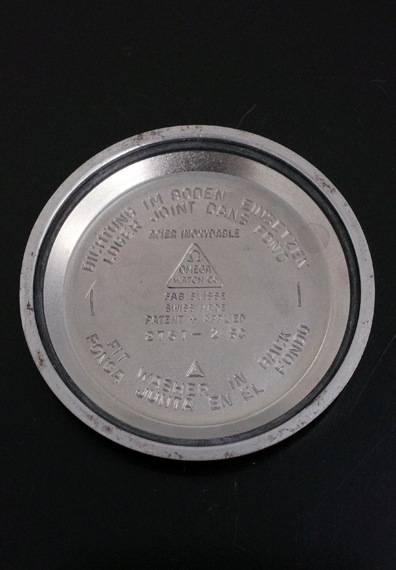 DICHTUNG IM BODEN EINSETZEN
LOGER JOINT DANS FOND
ACIER INOXYDABLE
Ω
OMEGA
WATCH Co
FAB. SUISSE
SWISS MADE
PATENT + APPLIED
SC
FIT WASHER IN BACK
PONGA JUNTA EN EL FONDO